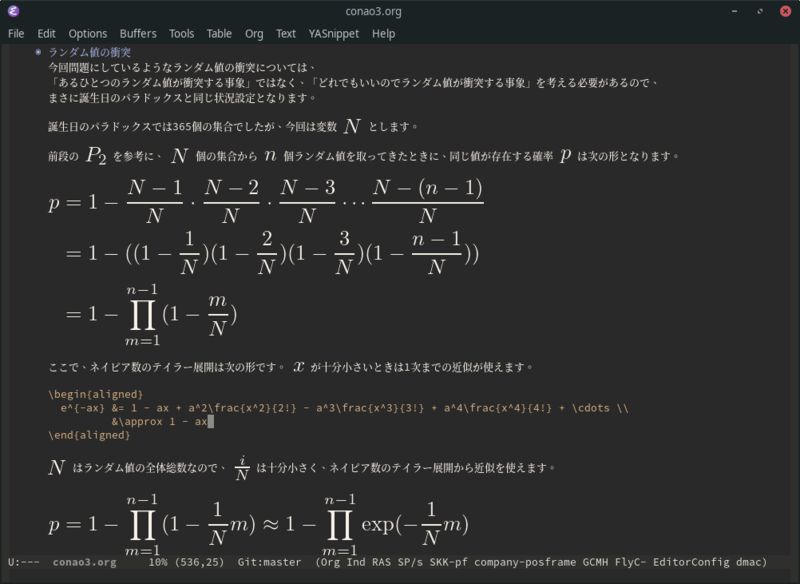 conao3.org
File Edit Options Buffers Tools Table Org Text YASnippet Help
ランダム値の衝突
今回問題にしているようなランダム値の衝突については、
「あるひとつのランダム値が衝突する事象」ではなく、「どれでもいいのでランダム値が衝突する事象」を考える必要があるので、
まさに誕生日のパラドックスと同じ状況設定となります。
誕生日のパラドックスでは365個の集合でしたが、今回は変数 N とします。
前段の P_2 を参考に、 N 個の集合から n 個ランダム値を取ってきたときに、同じ値が存在する確率 p は次の形となります。
p = 1 − \frac{N − 1}{N} · \frac{N − 2}{N} · \frac{N − 3}{N} ⋯ \frac{N − (n − 1)}{N}
= 1 − ((1 − \frac{1}{N})(1 − \frac{2}{N})(1 − \frac{3}{N})(1 − \frac{n − 1}{N}))
= 1 − \prod_{m=1}^{n−1} (1 − \frac{m}{N})
ここで、ネイピア数のテイラー展開は次の形です。 x が十分小さいときは1次までの近似が使えます。
\begin{aligned}
e^{-ax} &= 1 - ax + a^2\frac{x^2}{2!} - a^3\frac{x^3}{3!} + a^4\frac{x^4}{4!} + \cdots \\
&\approx 1 - ax
\end{aligned}
N はランダム値の全体総数なので、 \frac{i}{N} は十分小さく、ネイピア数のテイラー展開から近似を使えます。
p = 1 − \prod_{m=1}^{n−1} (1 − \frac{1}{N}m) ≈ 1 − \prod_{m=1}^{n−1} exp(−\frac{1}{N}m)
U:--- conao3.org 10% (536,25) Git:master (Org Ind RAS SP/s SKK-pf company-posframe GCMH FlyC- EditorConfig dmac)